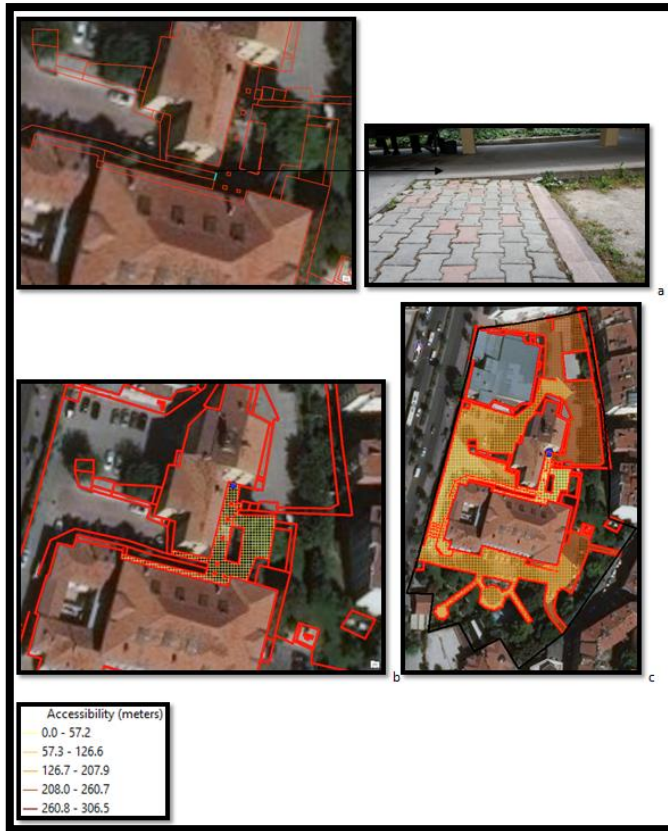 a
b
c
Accessibility (meters)
0.0 - 57.2
57.3 - 126.6
126.7 - 207.9
208.0 - 260.7
260.8 - 306.5